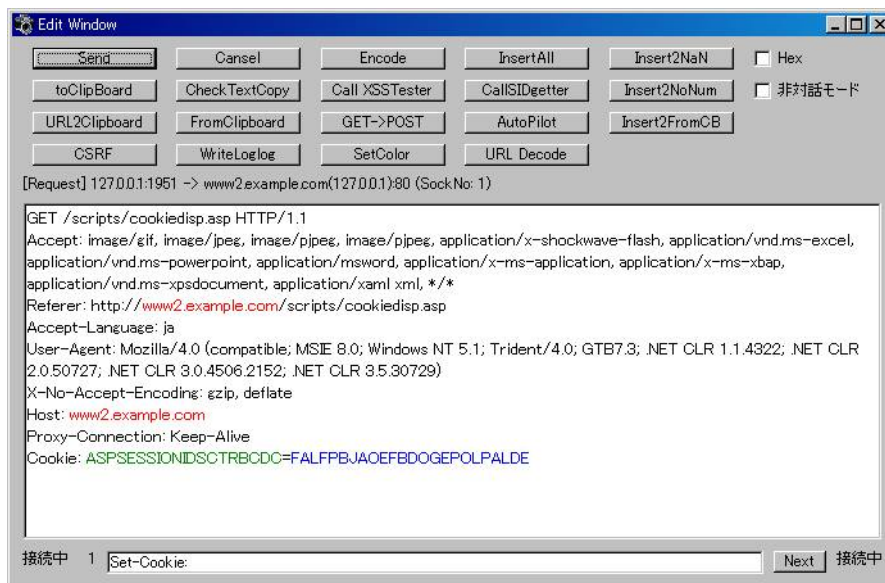 Edit Window
Send Cansel Encode InsertAll Insert2NaN Hex
toClipBoard CheckTextCopy Call XSSTester CallSIDgetter Insert2NoNum 非対話モード
URL2Clipboard FromClipboard GET->POST AutoPilot Insert2FromCB
CSRF WriteLoglog SetColor URL Decode
[Request] 127.0.0.1:1951 -> www2.example.com(127.0.0.1):80 (SockNo: 1)
GET /scripts/cookiedisp.asp HTTP/1.1
Accept: image/gif, image/jpeg, image/pjpeg, image/pjpeg, application/x-shockwave-flash, application/vnd.ms-excel,
application/vnd.ms-powerpoint, application/msword, application/x-ms-application, application/x-ms-xbap,
application/vnd.ms-xpsdocument, application/xaml xml, */*
Referer: http://www2.example.com/scripts/cookiedisp.asp
Accept-Language: ja
User-Agent: Mozilla/4.0 (compatible; MSIE 8.0; Windows NT 5.1; Trident/4.0; GTB7.3; .NET CLR 1.1.4322; .NET CLR
2.0.50727; .NET CLR 3.0.4506.2152; .NET CLR 3.5.30729)
X-No-Accept-Encoding: gzip, deflate
Host: www2.example.com
Proxy-Connection: Keep-Alive
Cookie: ASPSESSIONIDSCTRBCDC=FALFPBJAOEFBDOGEPOLPALDE
接続中 1 Set-Cookie: Next 接続中